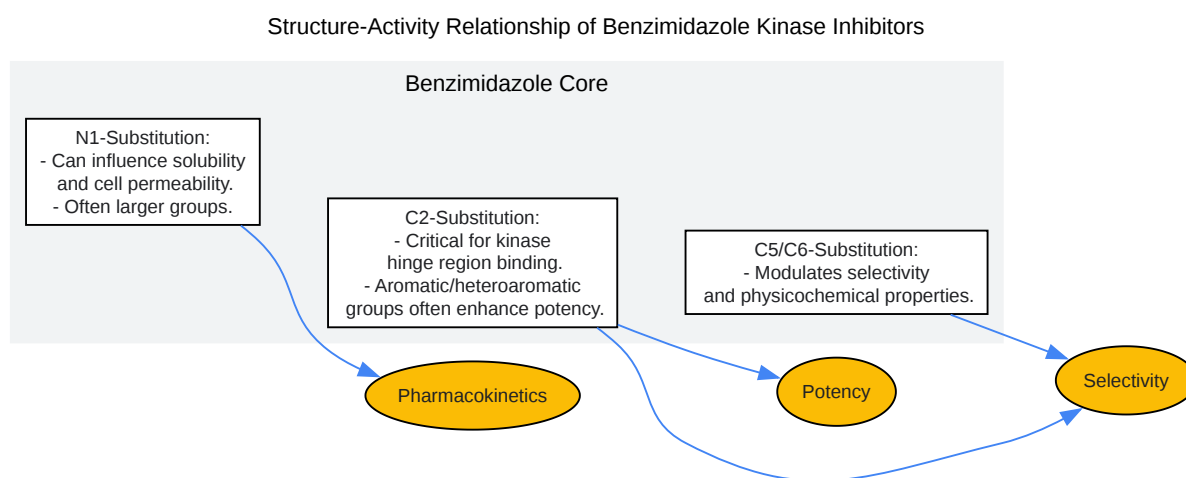 Structure-Activity Relationship of Benzimidazole Kinase Inhibitors
Benzimidazole Core
N1-Substitution:
- Can influence solubility
and cell permeability.
- Often larger groups.
C2-Substitution:
- Critical for kinase
hinge region binding.
- Aromatic/heteroaromatic
groups often enhance potency.
C5/C6-Substitution:
- Modulates selectivity
and physicochemical properties.
Pharmacokinetics
Potency
Selectivity